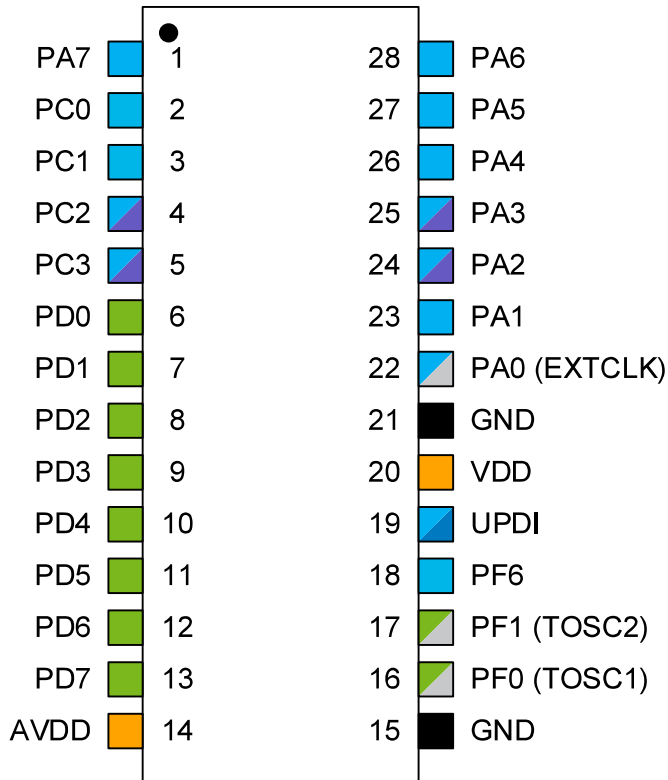 PA7 1 28 PA6
PC0 2 27 PA5
PC1 3 26 PA4
PC2 4 25 PA3
PC3 5 24 PA2
PD0 6 23 PA1
PD1 7 22 PA0 (EXTCLK)
PD2 8 21 GND
PD3 9 20 VDD
PD4 10 19 UPDI
PD5 11 18 PF6
PD6 12 17 PF1 (TOSC2)
PD7 13 16 PF0 (TOSC1)
AVDD 14 15 GND